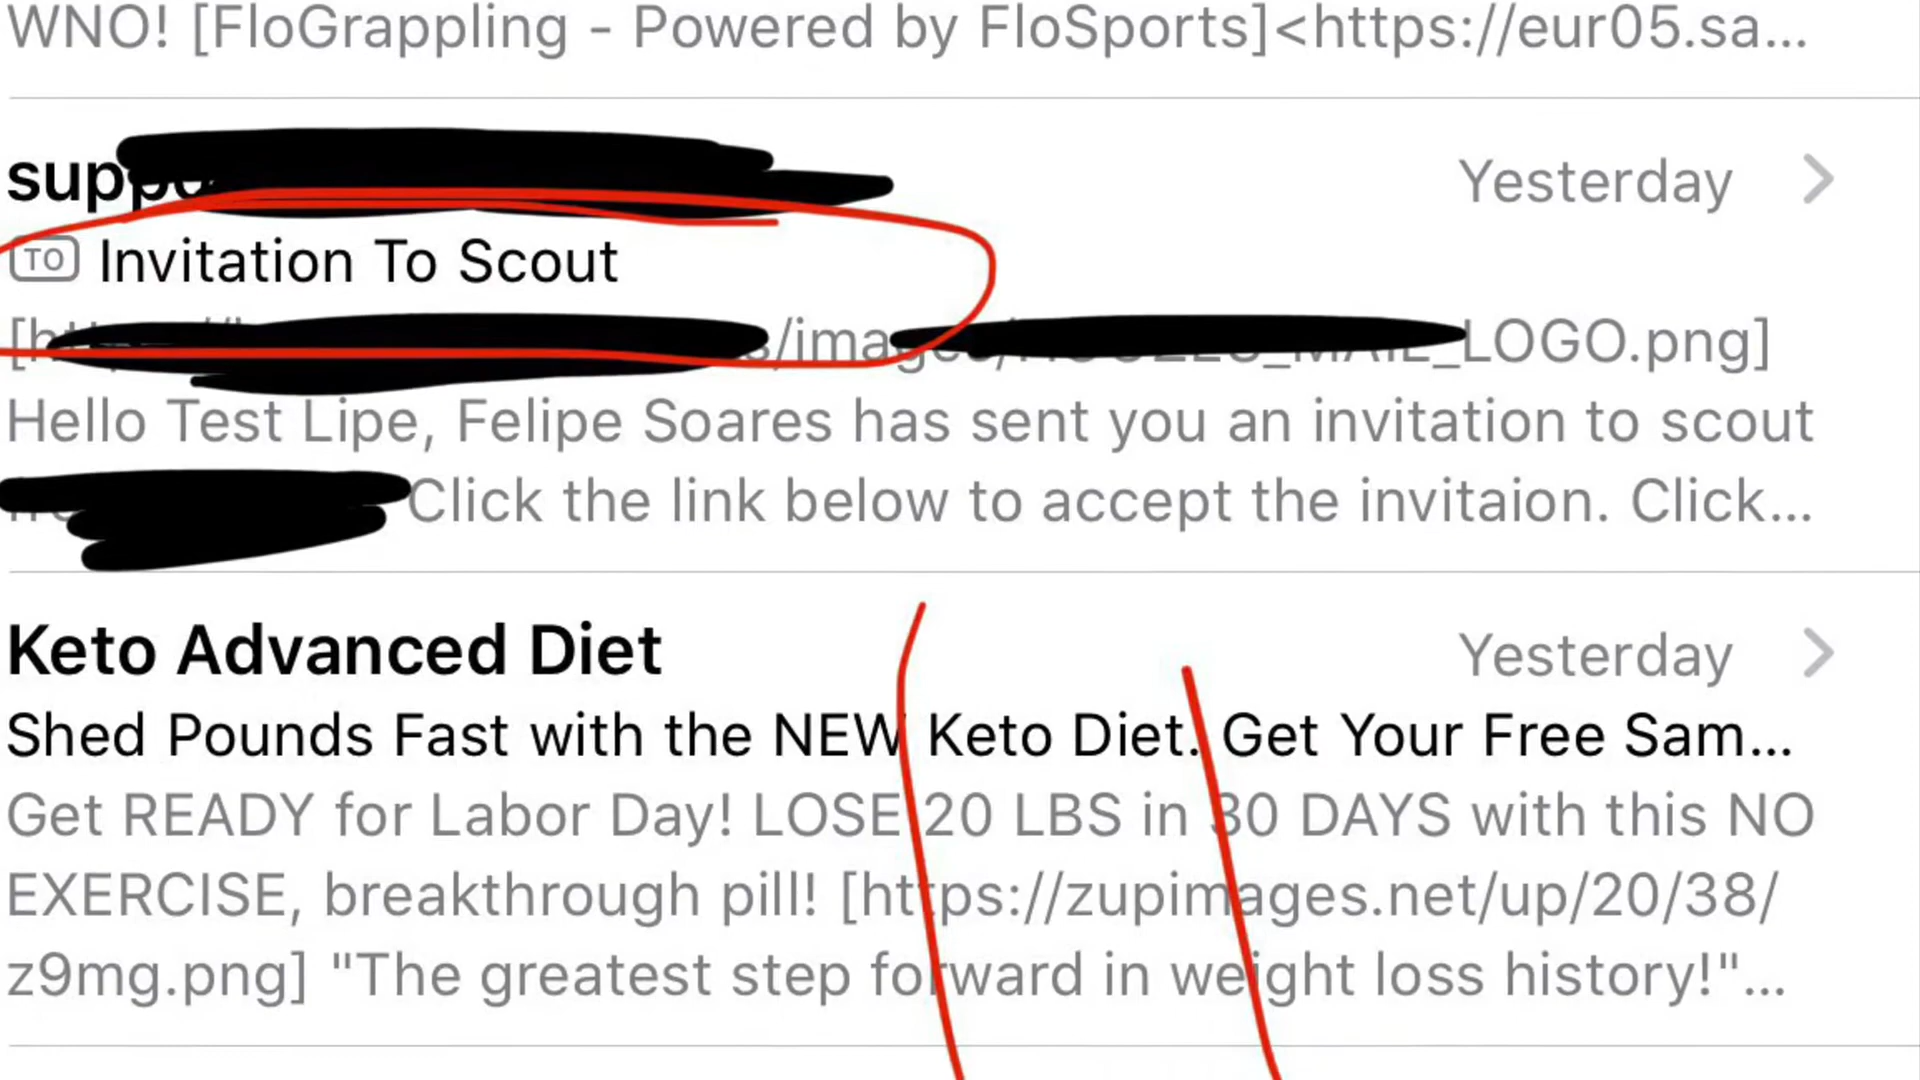 WNO! [FloGrappling - Powered by FloSports]<https://eur05.sa...
Yesterday
TO Invitation To Scout
/images/ _MAIL_LOGO.png]
Hello Test Lipe, Felipe Soares has sent you an invitation to scout
Click the link below to accept the invitaion. Click...
Keto Advanced Diet Yesterday
Shed Pounds Fast with the NEW Keto Diet. Get Your Free Sam...
Get READY for Labor Day! LOSE 20 LBS in 30 DAYS with this NO
EXERCISE, breakthrough pill! [https://zupimages.net/up/20/38/
z9mg.png] "The greatest step forward in weight loss history!"...